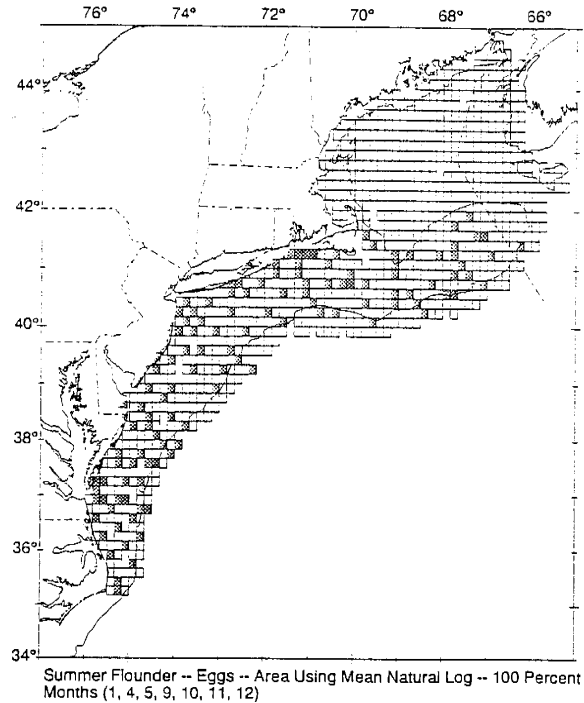 76° 74° 72° 70° 68° 66°
44°
42°
40°
38°
36°
34°
Summer Flounder -- Eggs -- Area Using Mean Natural Log -- 100 Percent
Months (1, 4, 5, 9, 10, 11, 12)